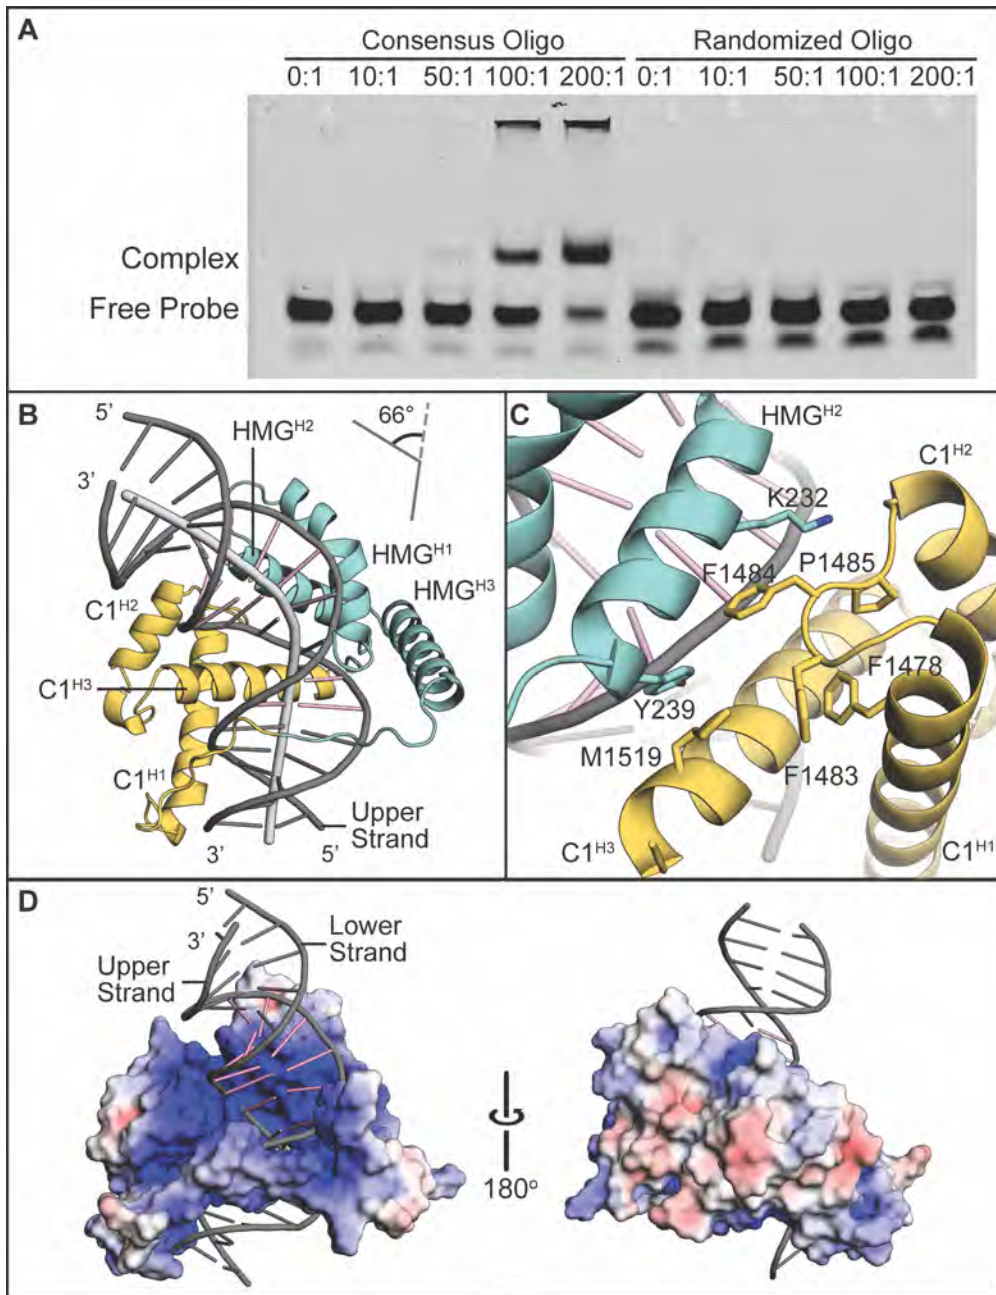 A
Consensus Oligo Randomized Oligo
0:1 10:1 50:1 100:1 200:1 0:1 10:1 50:1 100:1 200:1
Complex
Free Probe
B
5’
3’
HMG^H2
66°
HMG^H1
HMG^H3
C1^H2
C1^H3
C1^H1
3’
5’
Upper
Strand
C
HMG^H2
C1^H2
K232
F1484
P1485
F1478
Y239
M1519
F1483
C1^H3
C1^H1
D
5’
3’
Lower
Strand
Upper
Strand
180°